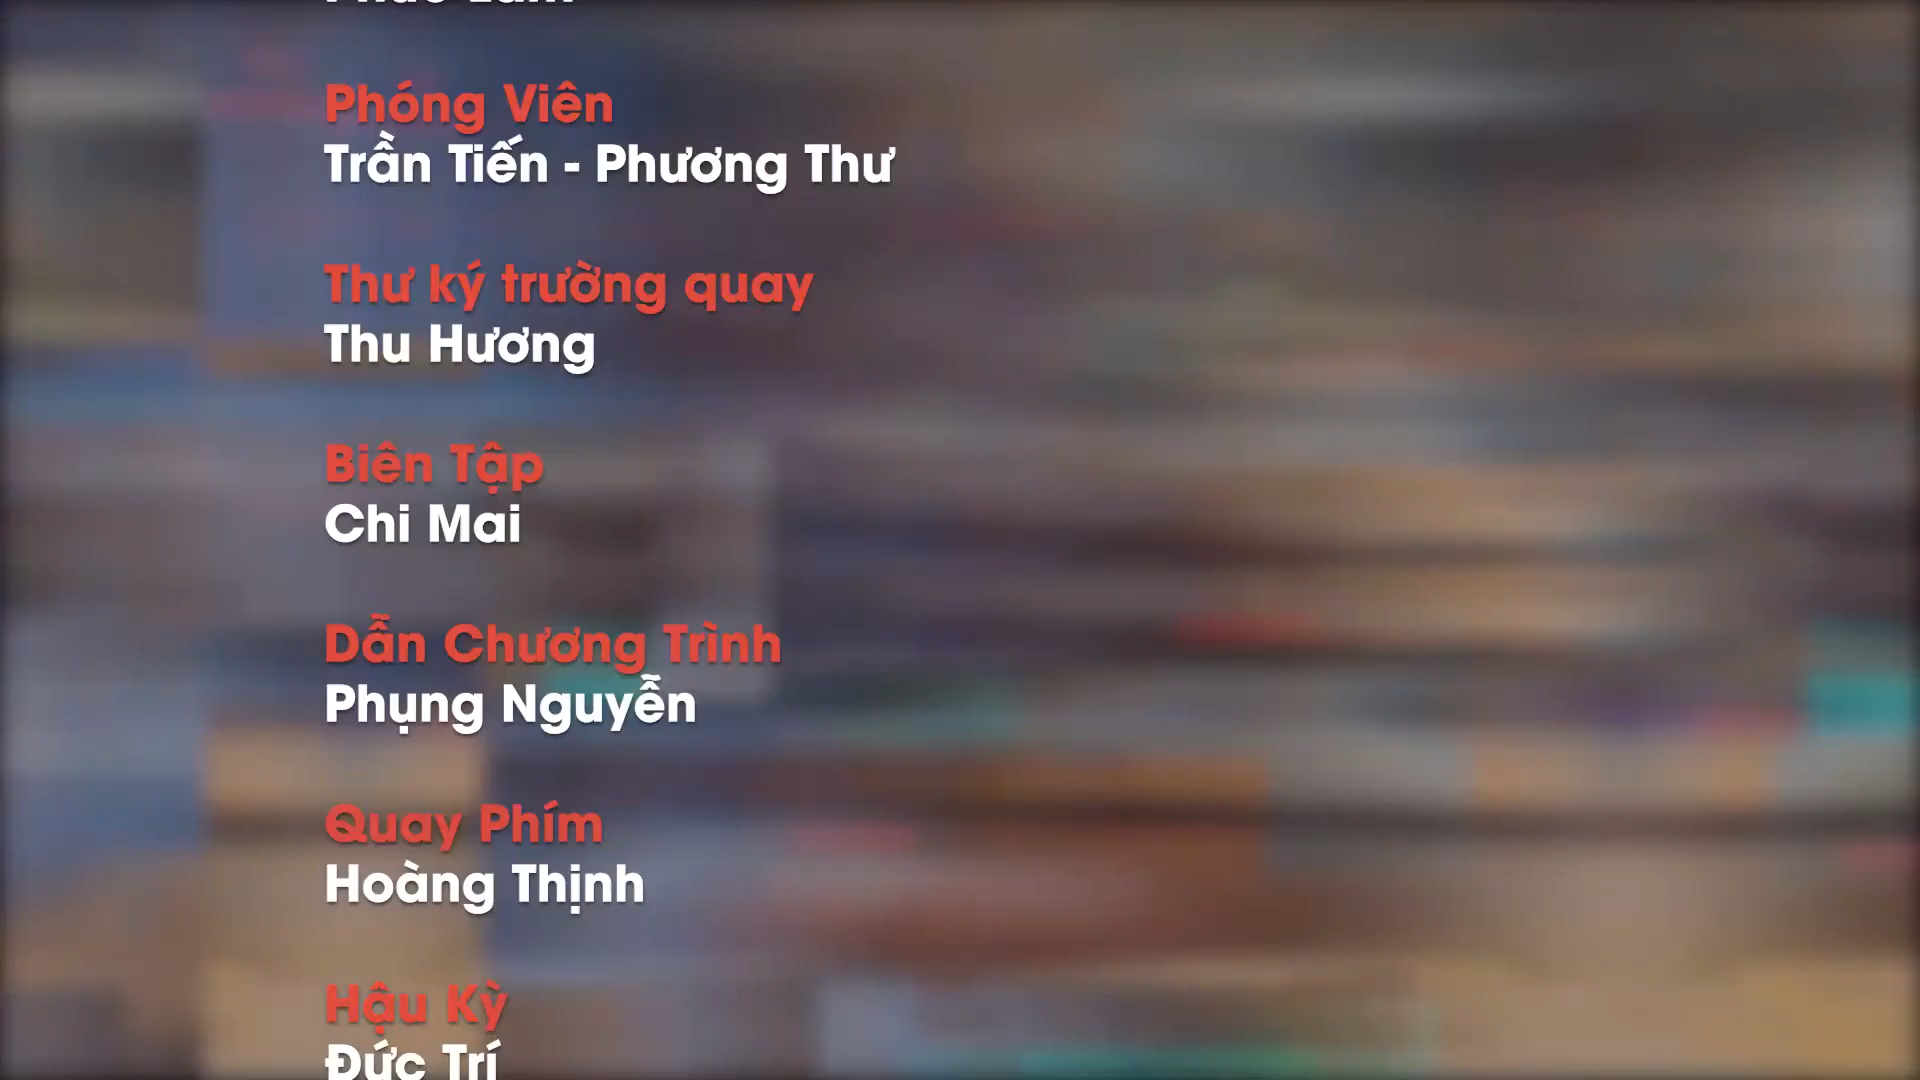 Phóng Viên
Trần Tiến - Phương Thư
Thư ký trường quay
Thu Hương
Biên Tập
Chi Mai
Dẫn Chương Trình
Phụng Nguyễn
Quay Phím
Hoàng Thịnh
Hậu Kỳ
Đức Trí